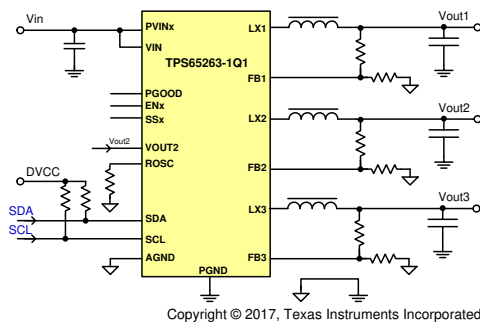 Vin
PVINx
VIN
TPS65263-1Q1
LX1
Vout1
FB1
PGOOD
ENx
SSx
LX2
Vout2
Vout2
VOUT2
ROSC
FB2
DVCC
LX3
Vout3
SDA
SDA
SCL
SCL
AGND
FB3
PGND
Copyright © 2017, Texas Instruments Incorporated